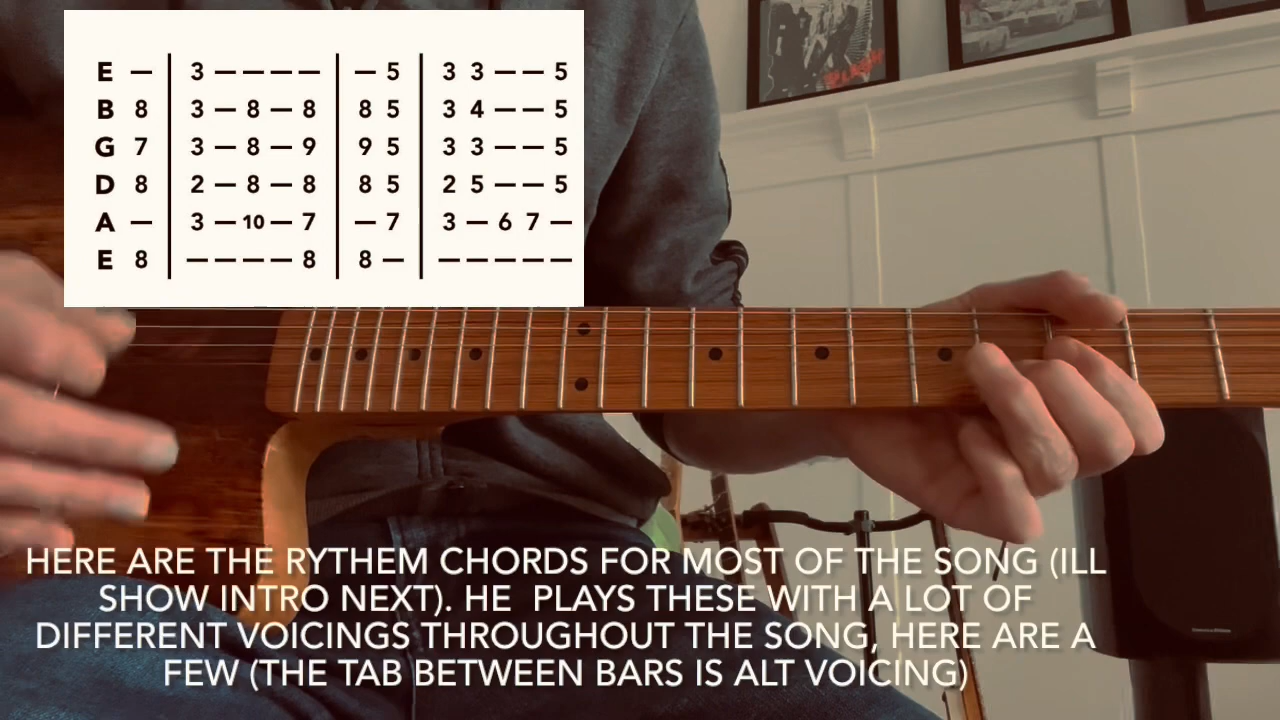 E — | 3 — — — — | — 5 | 3 3 — — 5
B 8 | 3 — 8 — 8 | 8 5 | 3 4 — — 5
G 7 | 3 — 8 — 9 | 9 5 | 3 3 — — 5
D 8 | 2 — 8 — 8 | 8 5 | 2 5 — — 5
A — | 3 — 10 — 7 | — 7 | 3 — 6 7 —
E 8 | — — — — 8 | 8 — | — — — — —
HERE ARE THE RYTHEM CHORDS FOR MOST OF THE SONG (ILL
SHOW INTRO NEXT). HE PLAYS THESE WITH A LOT OF
DIFFERENT VOICINGS THROUGHOUT THE SONG, HERE ARE A
FEW (THE TAB BETWEEN BARS IS ALT VOICING)